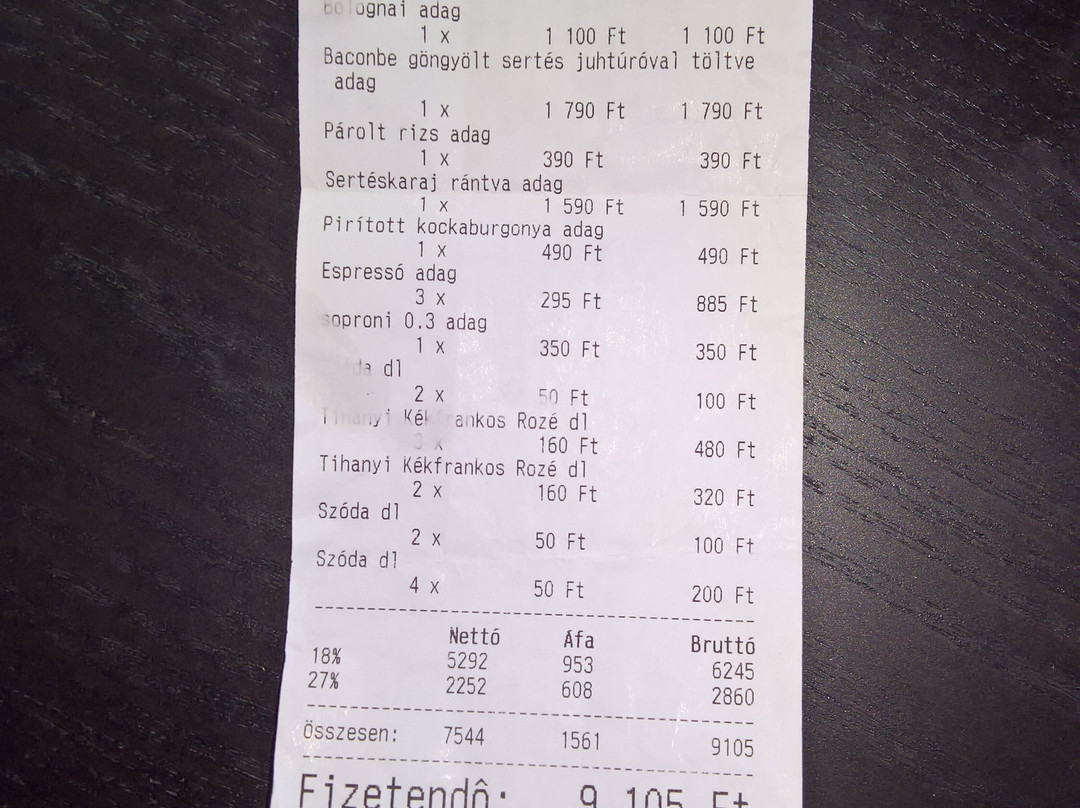 Bolognai adag
1 x 1 100 Ft 1 100 Ft
Baconbe göngyölt sertés juhtúróval töltve
adag
1 x 1 790 Ft 1 790 Ft
Párolt rizs adag
1 x 390 Ft 390 Ft
Sertéskaraj rántva adag
1 x 1 590 Ft 1 590 Ft
Pirított kockaburgonya adag
1 x 490 Ft 490 Ft
Espressó adag
3 x 295 Ft 885 Ft
soproni 0.3 adag
1 x 350 Ft 350 Ft
dl
2 x 50 Ft 100 Ft
Tihanyi Kékfrankos Rozé dl
3 x 160 Ft 480 Ft
Tihanyi Kékfrankos Rozé dl
2 x 160 Ft 320 Ft
Szóda dl
2 x 50 Ft 100 Ft
Szóda dl
4 x 50 Ft 200 Ft
Nettó Áfa Bruttó
18% 5292 953 6245
27% 2252 608 2860
Összesen: 7544 1561 9105
Fizetendô: 9 105 Ft